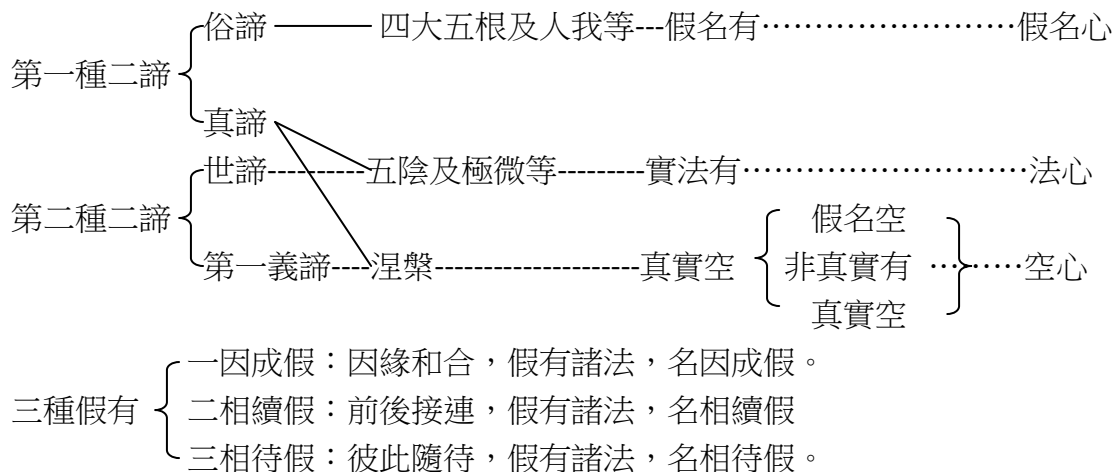 俗諦 四大五根及人我等---假名有························假名心
第一種二諦
真諦
世諦----------五陰及極微等---------實法有···························法心
第二種二諦
假名空
第一義諦----涅槃---------------------真實空 非真實有 ·········空心
真實空
一因成假：因緣和合，假有諸法，名因成假。
三種假有 二相續假：前後接連，假有諸法，名相續假
三相待假：彼此隨待，假有諸法，名相待假。